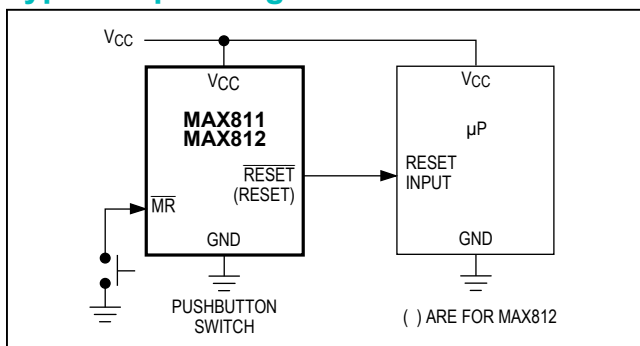 VCC
VCC
MAX811
MAX812
RESET
(RESET)
MR
GND
PUSHBUTTON
SWITCH
VCC
µP
RESET
INPUT
GND
( ) ARE FOR MAX812